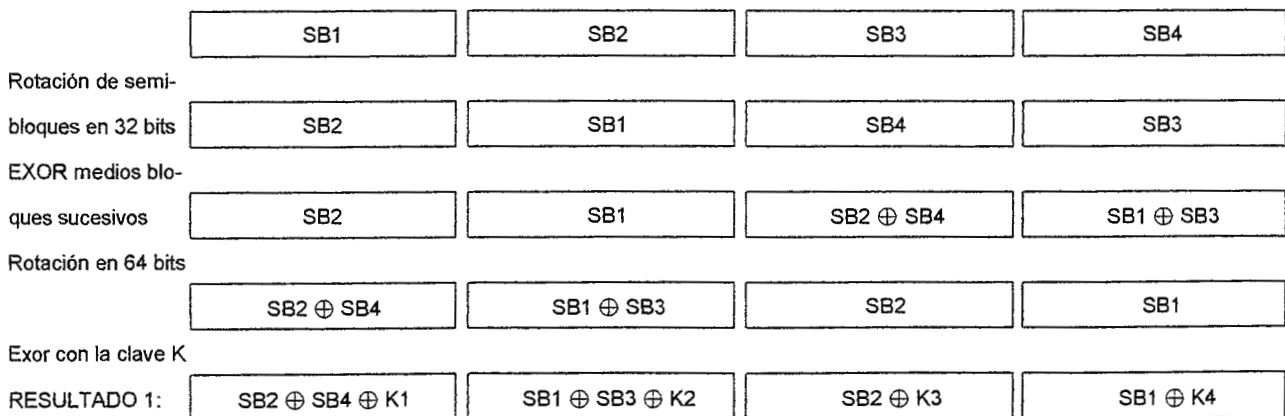 SB1 SB2 SB3 SB4
Rotación de semi-
bloques en 32 bits SB2 SB1 SB4 SB3
EXOR medios blo-
ques sucesivos SB2 SB1 SB2 ⊕ SB4 SB1 ⊕ SB3
Rotación en 64 bits
SB2 ⊕ SB4 SB1 ⊕ SB3 SB2 SB1
Exor con la clave K
RESULTADO 1: SB2 ⊕ SB4 ⊕ K1 SB1 ⊕ SB3 ⊕ K2 SB2 ⊕ K3 SB1 ⊕ K4